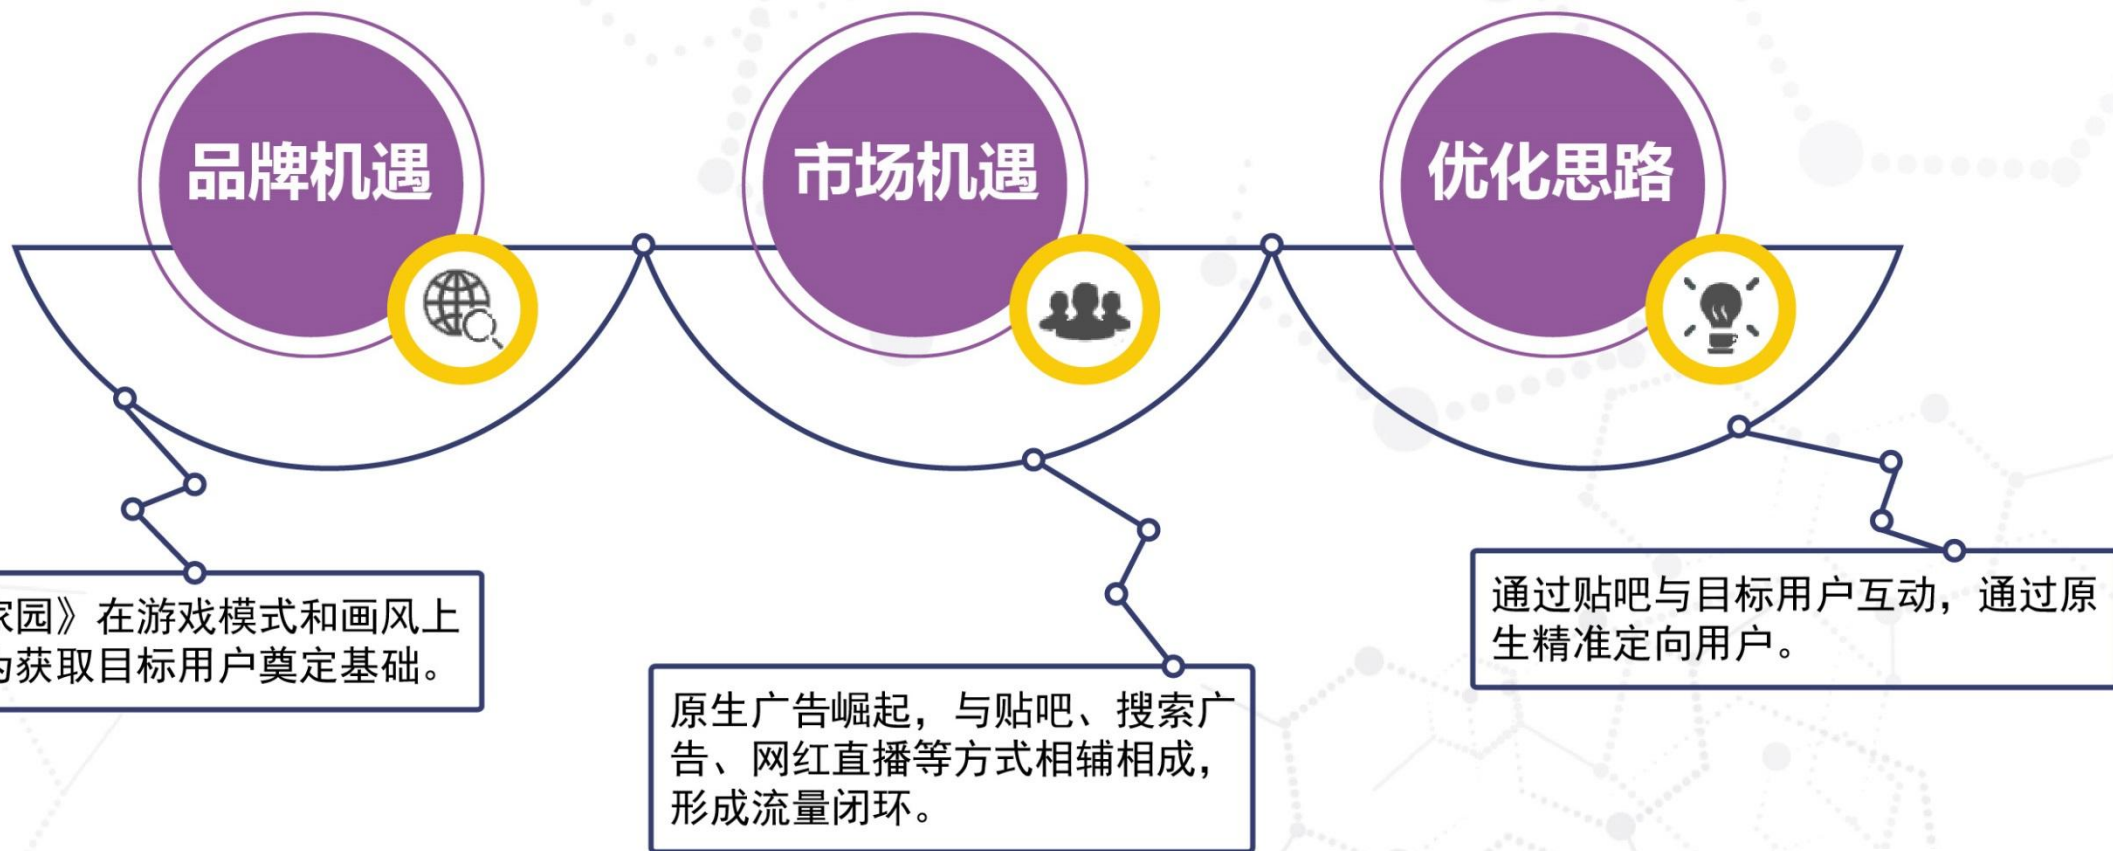 品牌机遇
市场机遇
优化思路
家园》在游戏模式和画风上
为获取目标用户奠定基础。
原生广告崛起，与贴吧、搜索广
告、网红直播等方式相辅相成，
形成流量闭环。
通过贴吧与目标用户互动，通过原
生精准定向用户。